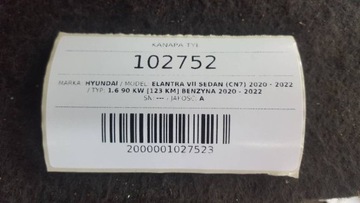 KANAPA TYŁ
102752
MARKA: HYUNDAI / MODEL: ELANTRA VII SEDAN (CN7) 2020 - 2022
/ TYP: 1.6 90 KW [123 KM] BENZYNA 2020 - 2022
SN: --- / JAKOŚĆ: A
2000001027523